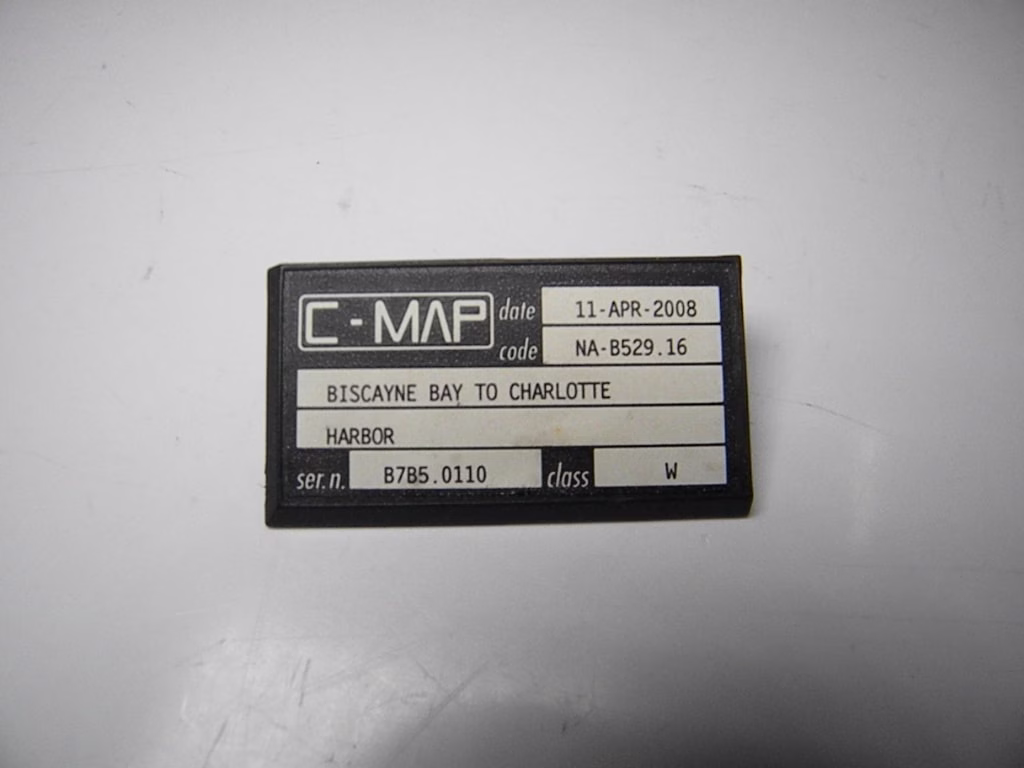 C-MAP date 11-APR-2008
code NA-B529.16
BISCAYNE BAY TO CHARLOTTE
HARBOR
ser.n. B7B5.0110 class W